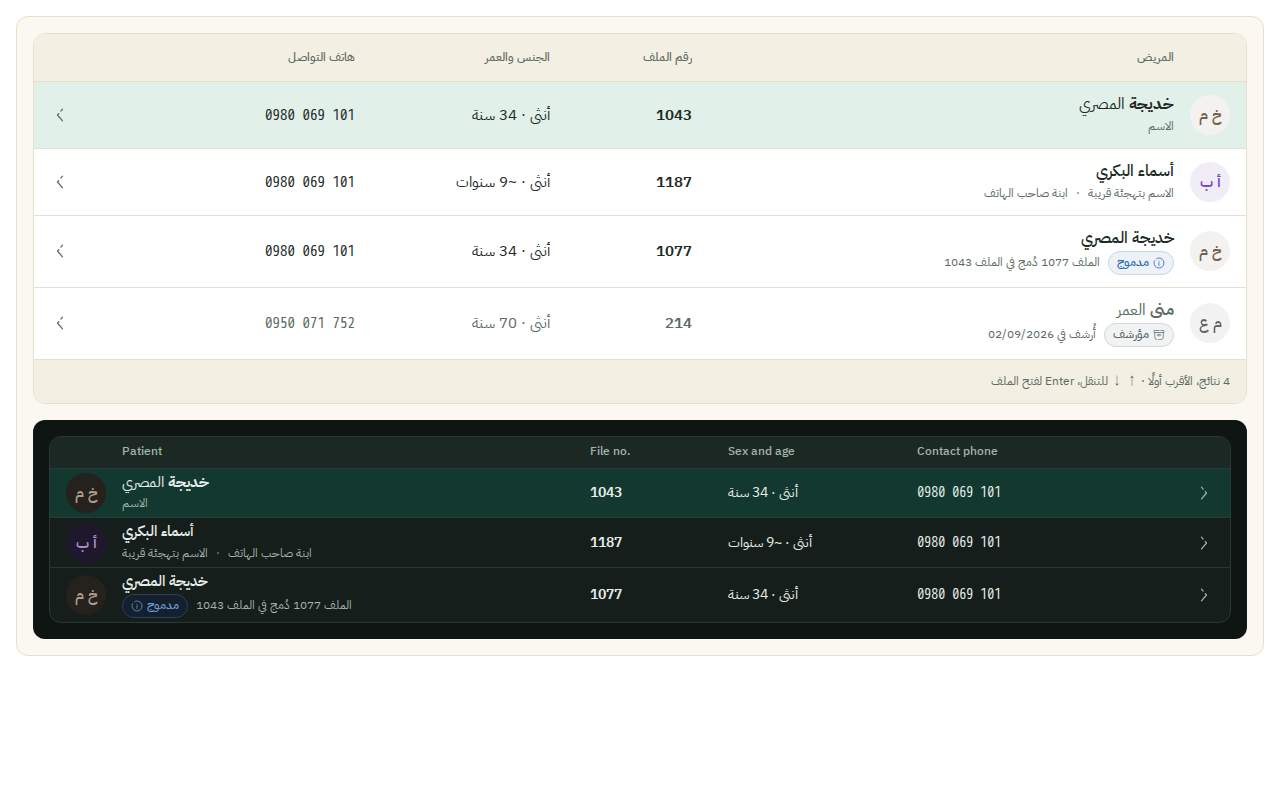 المريض رقم الملف الجنس والعمر هاتف التواصل
خ م خديجة المصري 1043 أنثى · 34 سنة 0980 069 101
الاسم
أ ب أسماء البكري 1187 أنثى · ~9 سنوات 0980 069 101
الاسم بتهجئة قريبة · ابنة صاحب الهاتف
خ م خديجة المصري 1077 أنثى · 34 سنة 0980 069 101
مدموج الملف 1077 دُمج في الملف 1043
م ع منى العمر 214 أنثى · 70 سنة 0950 071 752
مؤرشف أُرشف في 02/09/2026
4 نتائج، الأقرب أولًا · ↑ ↓ للتنقل، Enter لفتح الملف
Patient File no. Sex and age Contact phone
خ م خديجة المصري 1043 أنثى · 34 سنة 0980 069 101
الاسم
أ ب أسماء البكري 1187 أنثى · ~9 سنوات 0980 069 101
الاسم بتهجئة قريبة · ابنة صاحب الهاتف
خ م خديجة المصري 1077 أنثى · 34 سنة 0980 069 101
مدموج الملف 1077 دُمج في الملف 1043